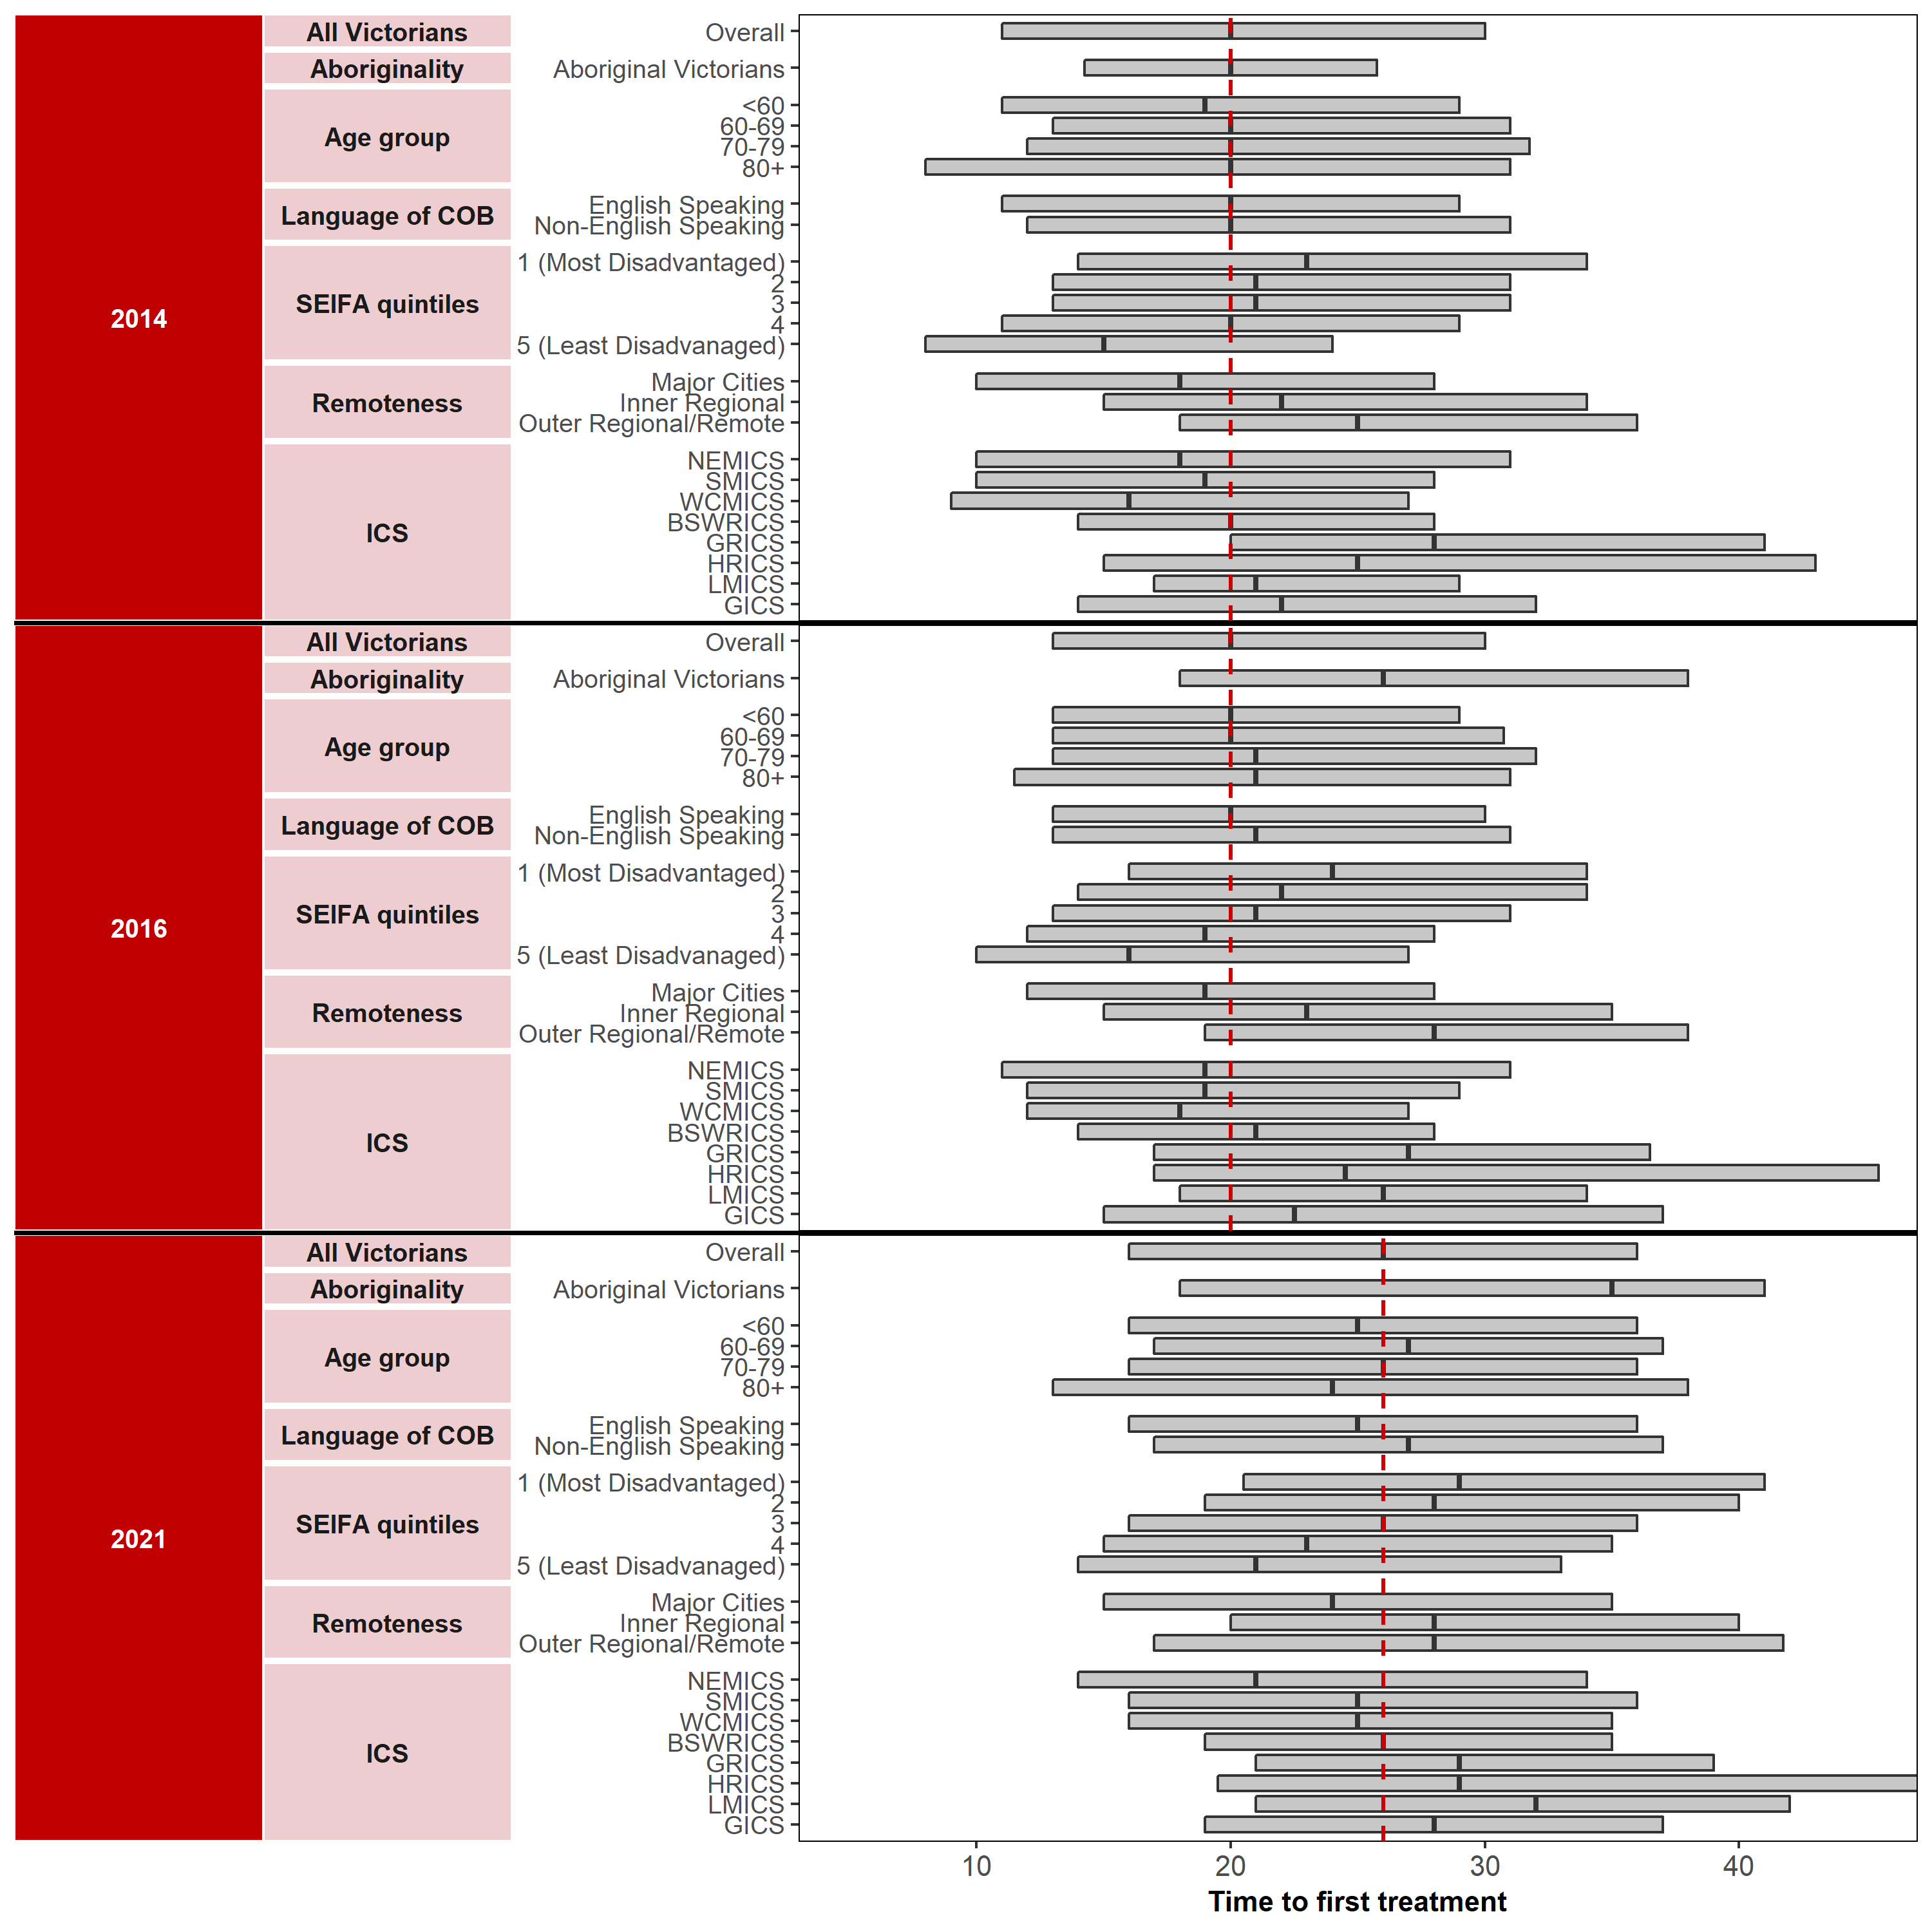 2014
All Victorians
Overall
Aboriginality
Aboriginal Victorians
Age group
<60
60-69
70-79
80+
Language of COB
English Speaking
Non-English Speaking
SEIFA quintiles
1 (Most Disadvantaged)
2
3
4
5 (Least Disadvanaged)
Remoteness
Major Cities
Inner Regional
Outer Regional/Remote
ICS
NEMICS
SMICS
WCMICS
BSWRICS
GRICS
HRICS
LMICS
GICS
2016
All Victorians
Overall
Aboriginality
Aboriginal Victorians
Age group
<60
60-69
70-79
80+
Language of COB
English Speaking
Non-English Speaking
SEIFA quintiles
1 (Most Disadvantaged)
2
3
4
5 (Least Disadvanaged)
Remoteness
Major Cities
Inner Regional
Outer Regional/Remote
ICS
NEMICS
SMICS
WCMICS
BSWRICS
GRICS
HRICS
LMICS
GICS
2021
All Victorians
Overall
Aboriginality
Aboriginal Victorians
Age group
<60
60-69
70-79
80+
Language of COB
English Speaking
Non-English Speaking
SEIFA quintiles
1 (Most Disadvantaged)
2
3
4
5 (Least Disadvanaged)
Remoteness
Major Cities
Inner Regional
Outer Regional/Remote
ICS
NEMICS
SMICS
WCMICS
BSWRICS
GRICS
HRICS
LMICS
GICS
10 20 30 40
Time to first treatment